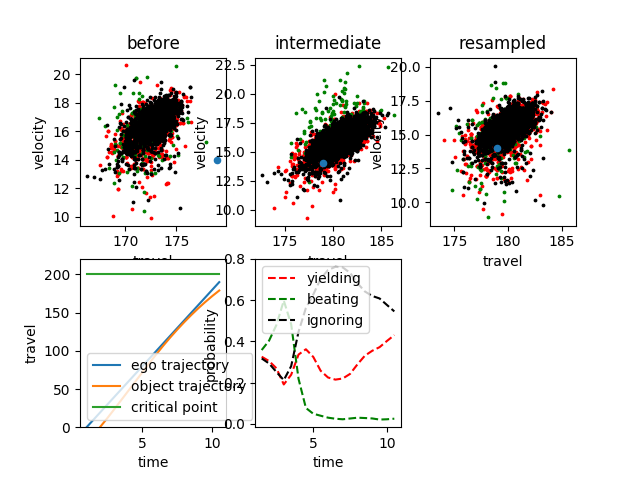 before
intermediate
resampled
velocity
velocity
velocity
20
18
16
14
12
10
22.5
20.0
17.5
15.0
12.5
10.0
20.0
17.5
15.0
12.5
10.0
170
175
175
180
185
175
180
185
travel
travel
travel
travel
200
150
100
50
0
ego trajectory
object trajectory
critical point
5
10
time
probability
0.8
0.6
0.4
0.2
0.0
yielding
beating
ignoring
5
10
time